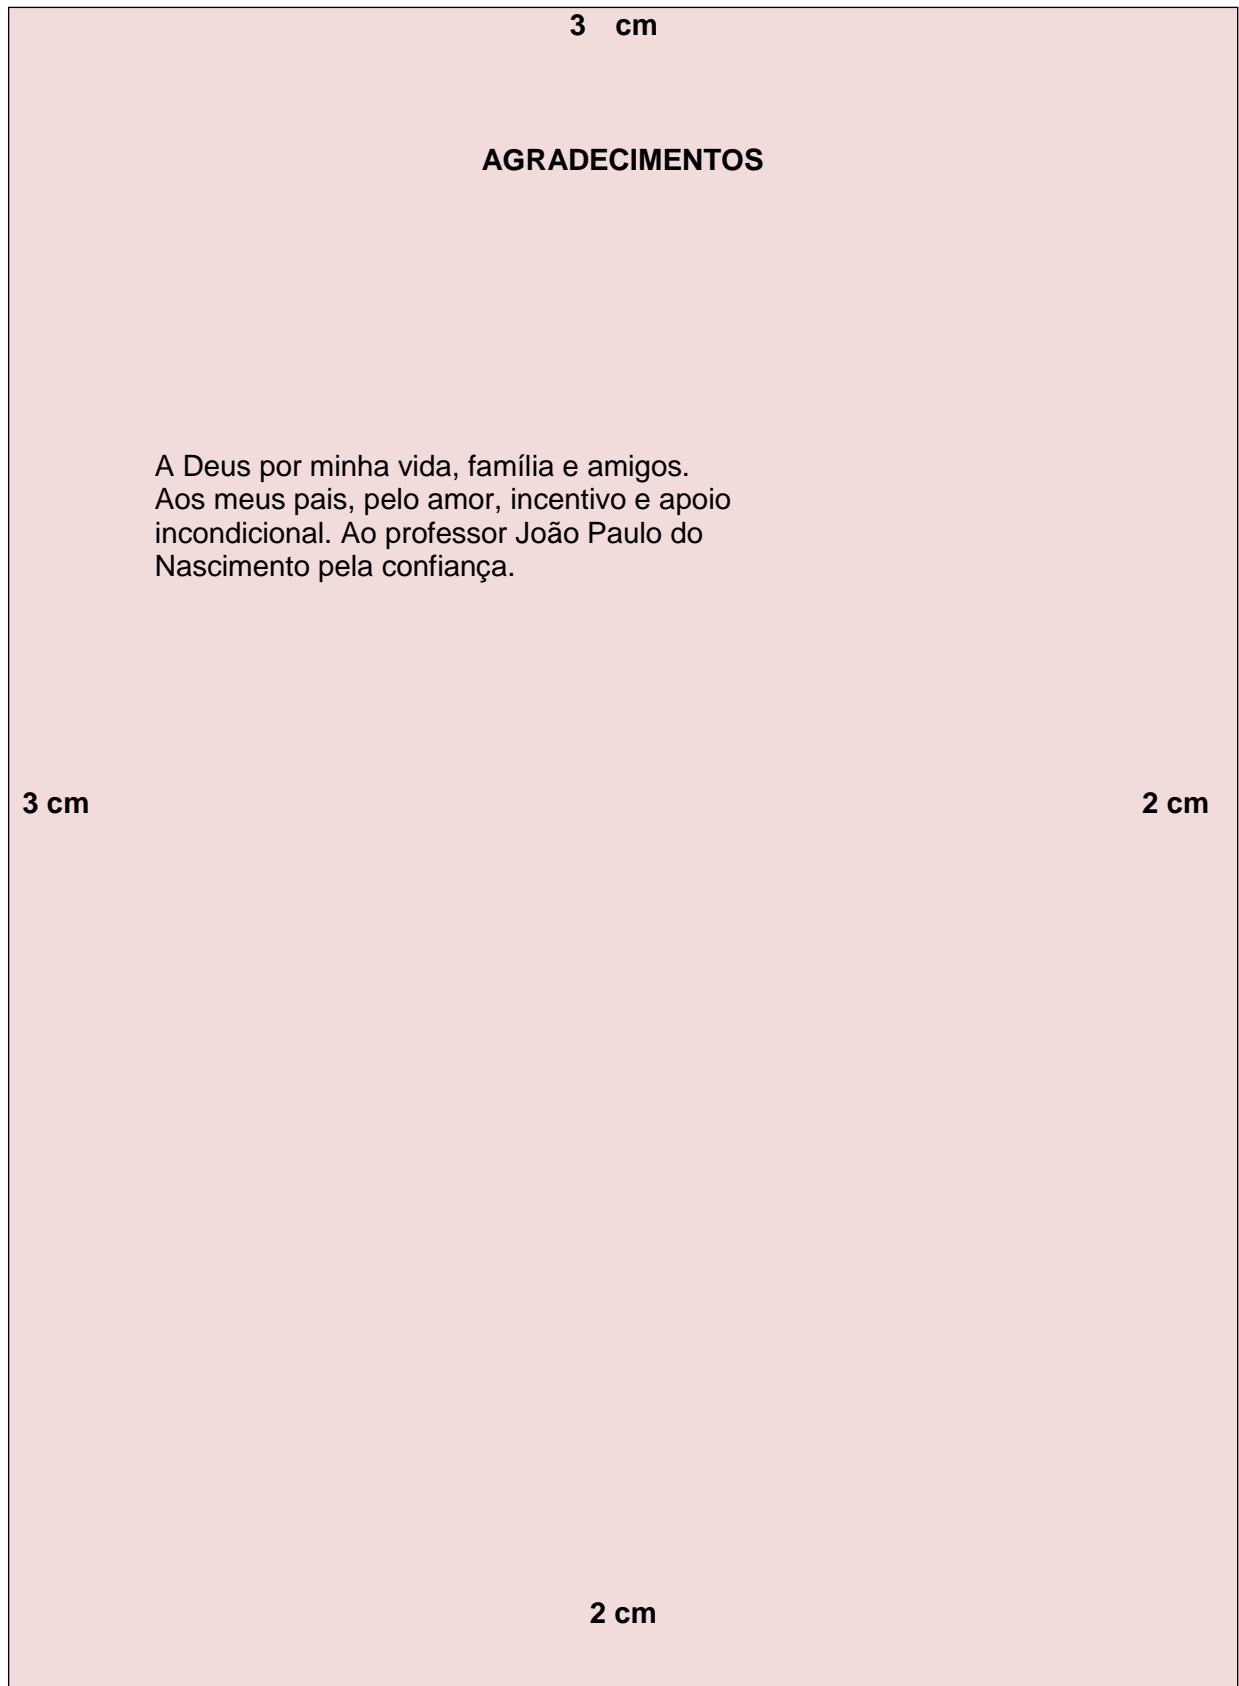 3 cm
AGRADECIMENTOS
A Deus por minha vida, família e amigos.
Aos meus pais, pelo amor, incentivo e apoio
incondicional. Ao professor João Paulo do
Nascimento pela confiança.
3 cm
2 cm
2 cm